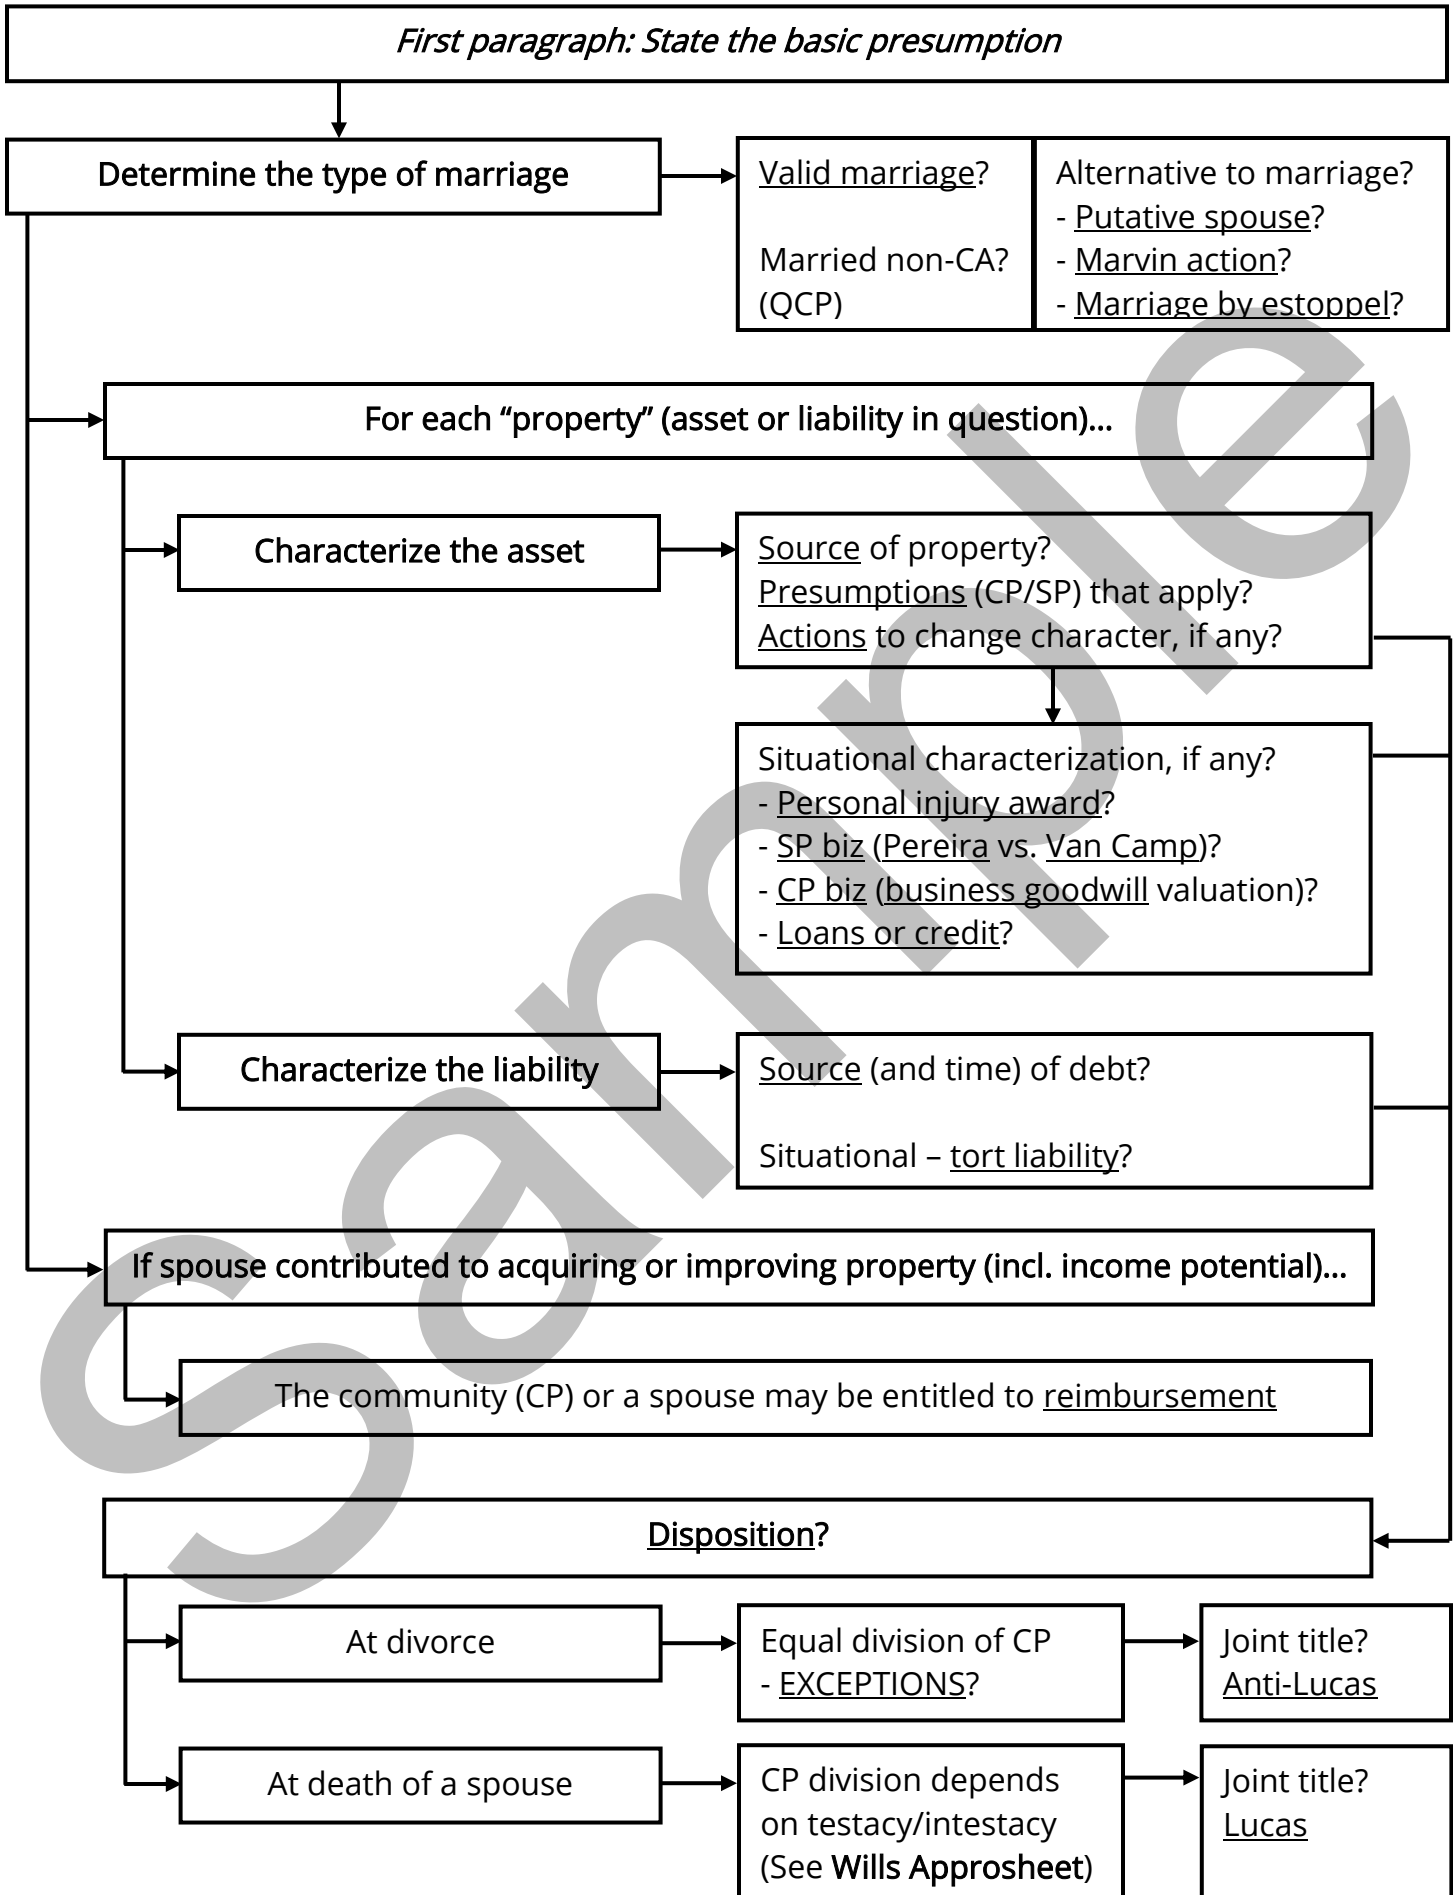 First paragraph: State the basic presumption
Determine the type of marriage
Valid marriage?
Married non-CA?
(QCP)
Alternative to marriage?
- Putative spouse?
- Marvin action?
- Marriage by estoppel?
For each “property” (asset or liability in question)…
Characterize the asset
Source of property?
Presumptions (CP/SP) that apply?
Actions to change character, if any?
Situational characterization, if any?
- Personal injury award?
- SP biz (Pereira vs. Van Camp)?
- CP biz (business goodwill valuation)?
- Loans or credit?
Characterize the liability
Source (and time) of debt?
Situational – tort liability?
If spouse contributed to acquiring or improving property (incl. income potential)…
The community (CP) or a spouse may be entitled to reimbursement
Disposition?
At divorce
Equal division of CP
- EXCEPTIONS?
Joint title?
Anti-Lucas
At death of a spouse
CP division depends
on testacy/intestacy
(See Wills Approsheet)
Joint title?
Lucas
Sample